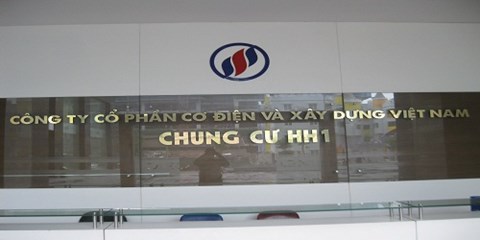 CÔNG TY CỔ PHẦN CƠ ĐIỆN VÀ XÂY DỰNG VIỆT NAM
CHUNG CƯ HH1